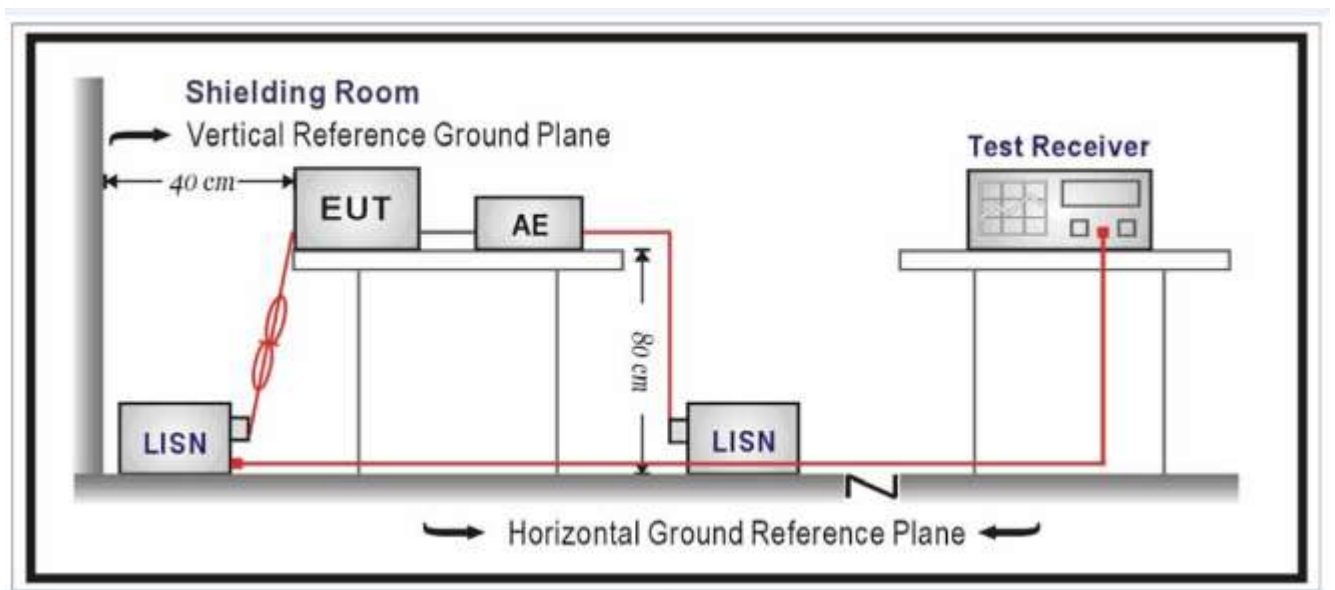 Shielding Room
Vertical Reference Ground Plane
Test Receiver
40 cm
EUT
AE
80 cm
LISN
LISN
Horizontal Ground Reference Plane